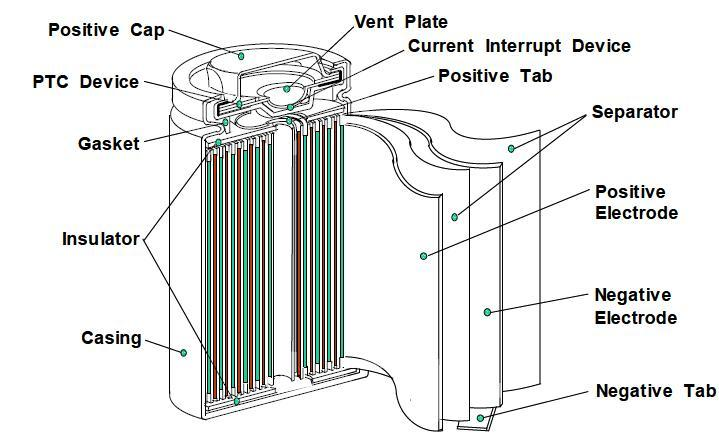 Vent Plate
Positive Cap
Current Interrupt Device
PTC Device
Positive Tab
Separator
Gasket
Positive
Electrode
Insulator
Negative
Electrode
Casing
Negative Tab